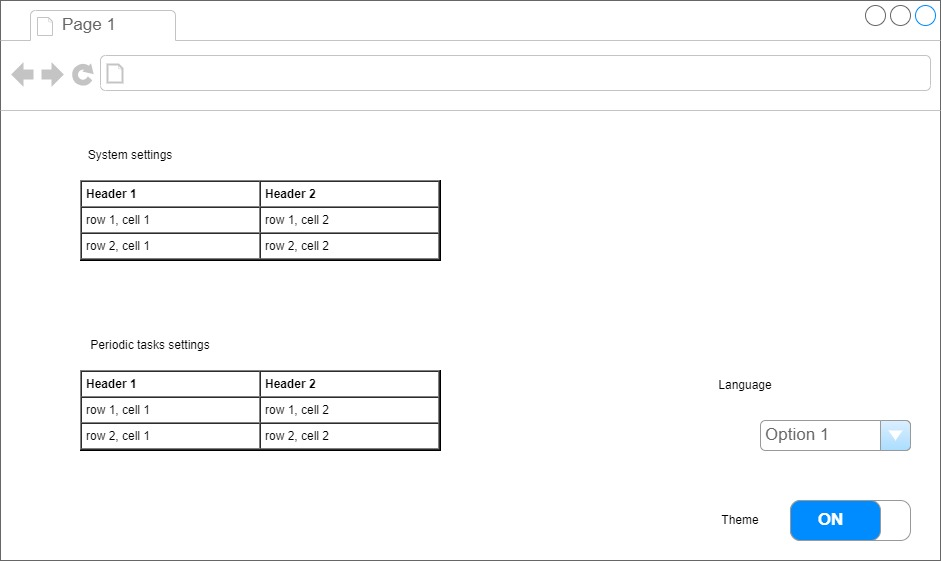 Page 1
System settings
Header 1 Header 2
row 1, cell 1 row 1, cell 2
row 2, cell 1 row 2, cell 2
Periodic tasks settings
Header 1 Header 2
row 1, cell 1 row 1, cell 2
row 2, cell 1 row 2, cell 2
Language
Option 1
Theme ON